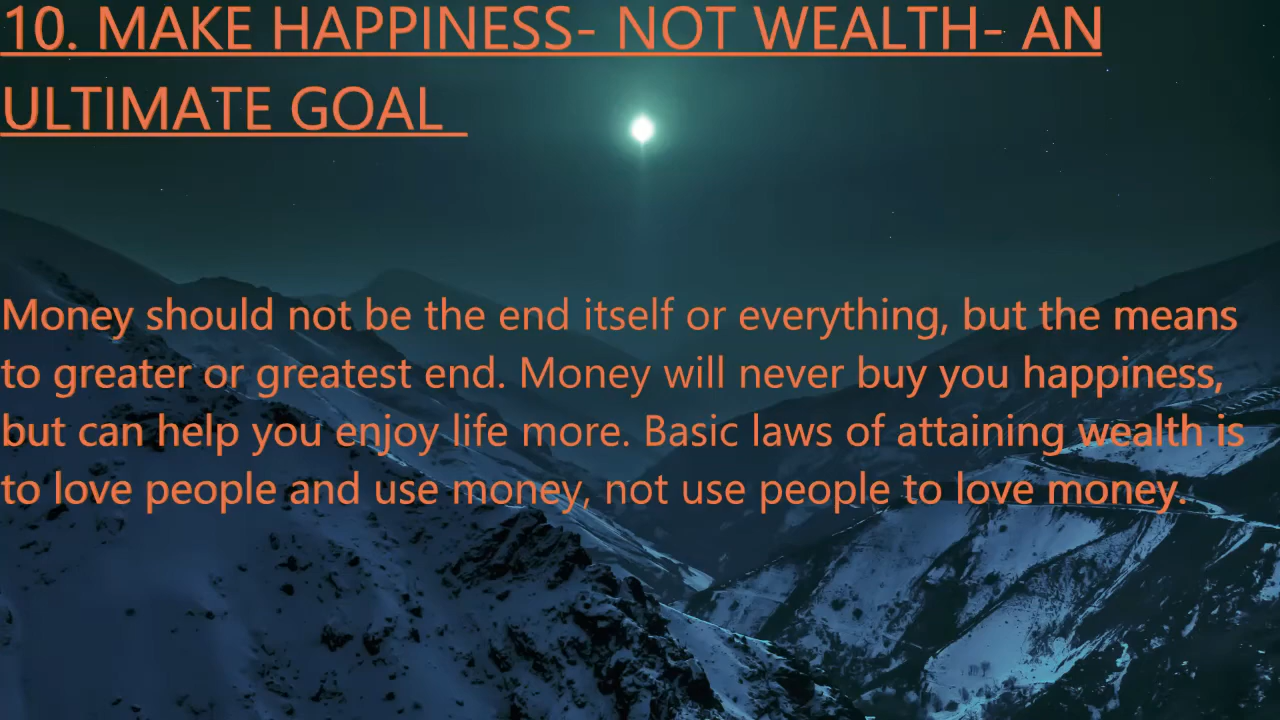 10. MAKE HAPPINESS- NOT WEALTH- AN
ULTIMATE GOAL
Money should not be the end itself or everything, but the means
to greater or greatest end. Money will never buy you happiness,
but can help you enjoy life more. Basic laws of attaining wealth is
to love people and use money, not use people to love money.